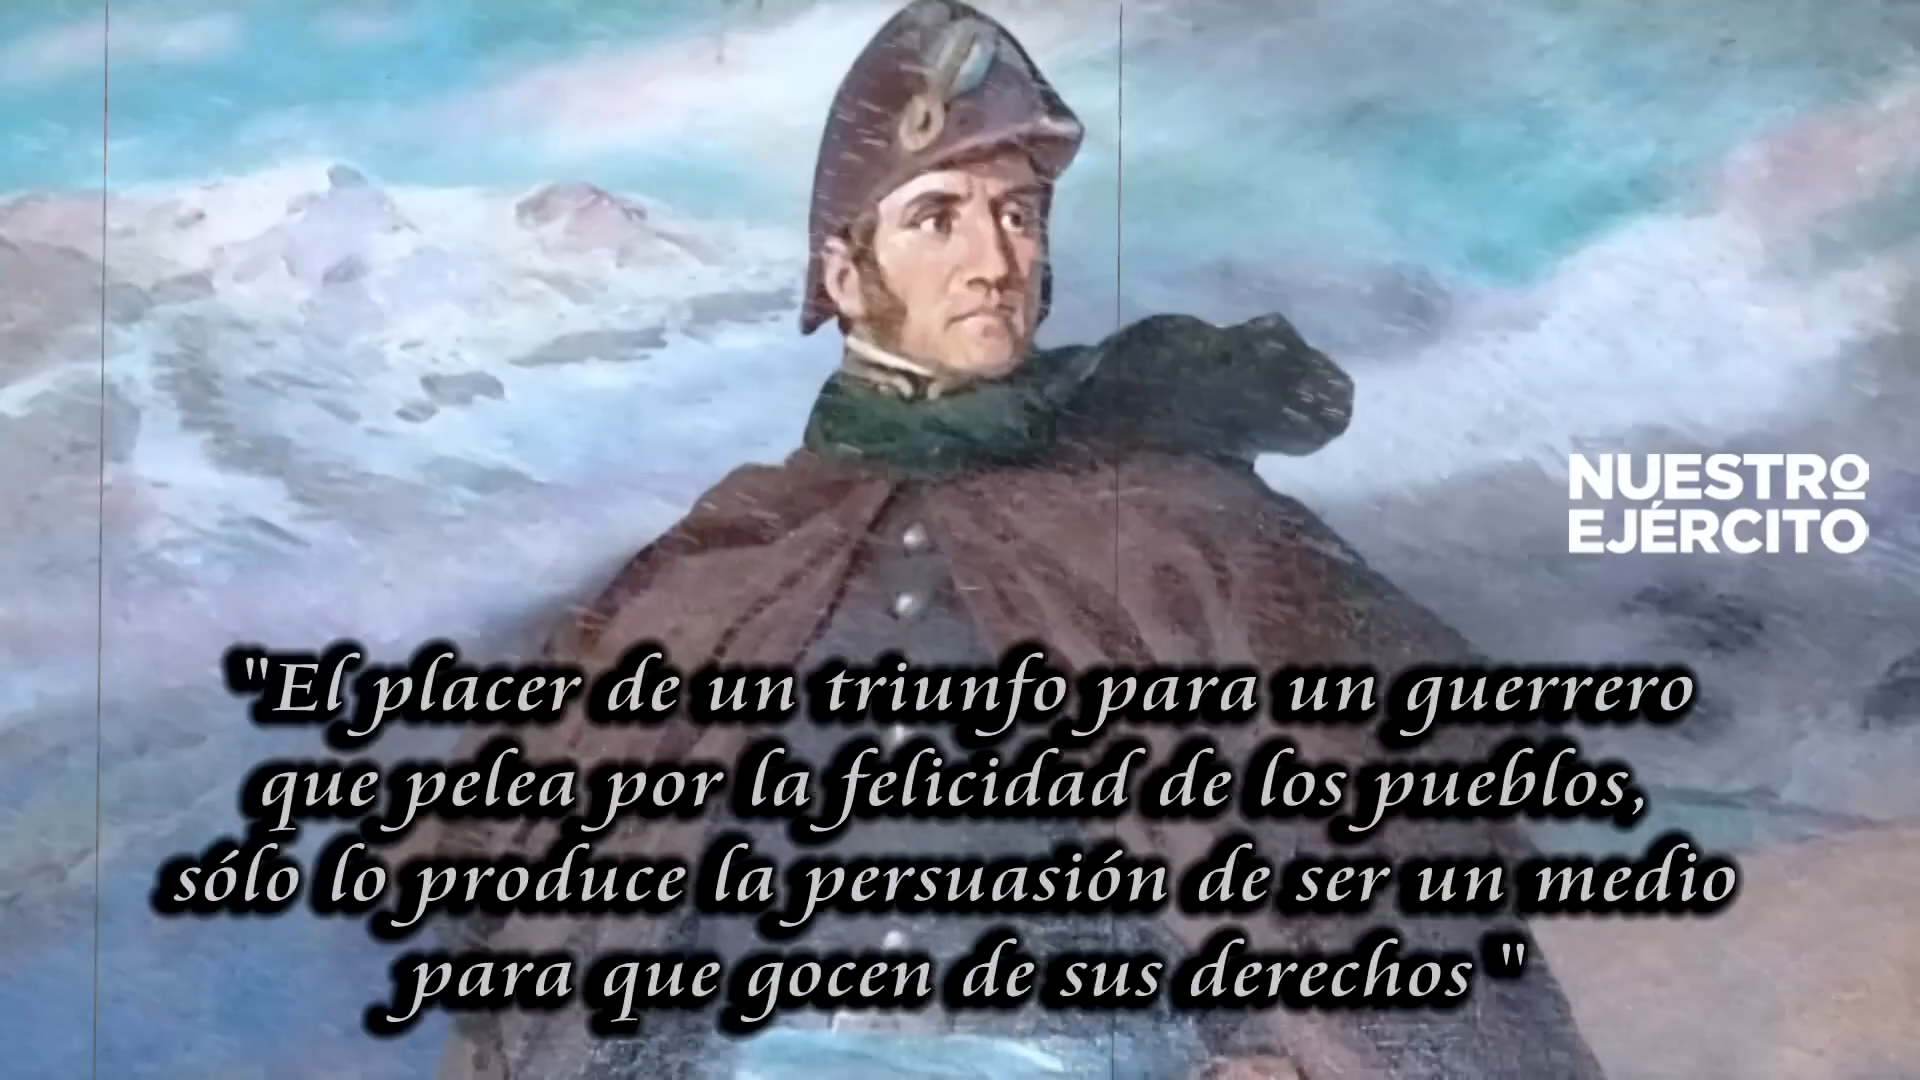 NUESTRO
EJÉRCITO
"El placer de un triunfo para un guerrero
que pelea por la felicidad de los pueblos,
sólo lo produce la persuasión de ser un medio
para que gocen de sus derechos "